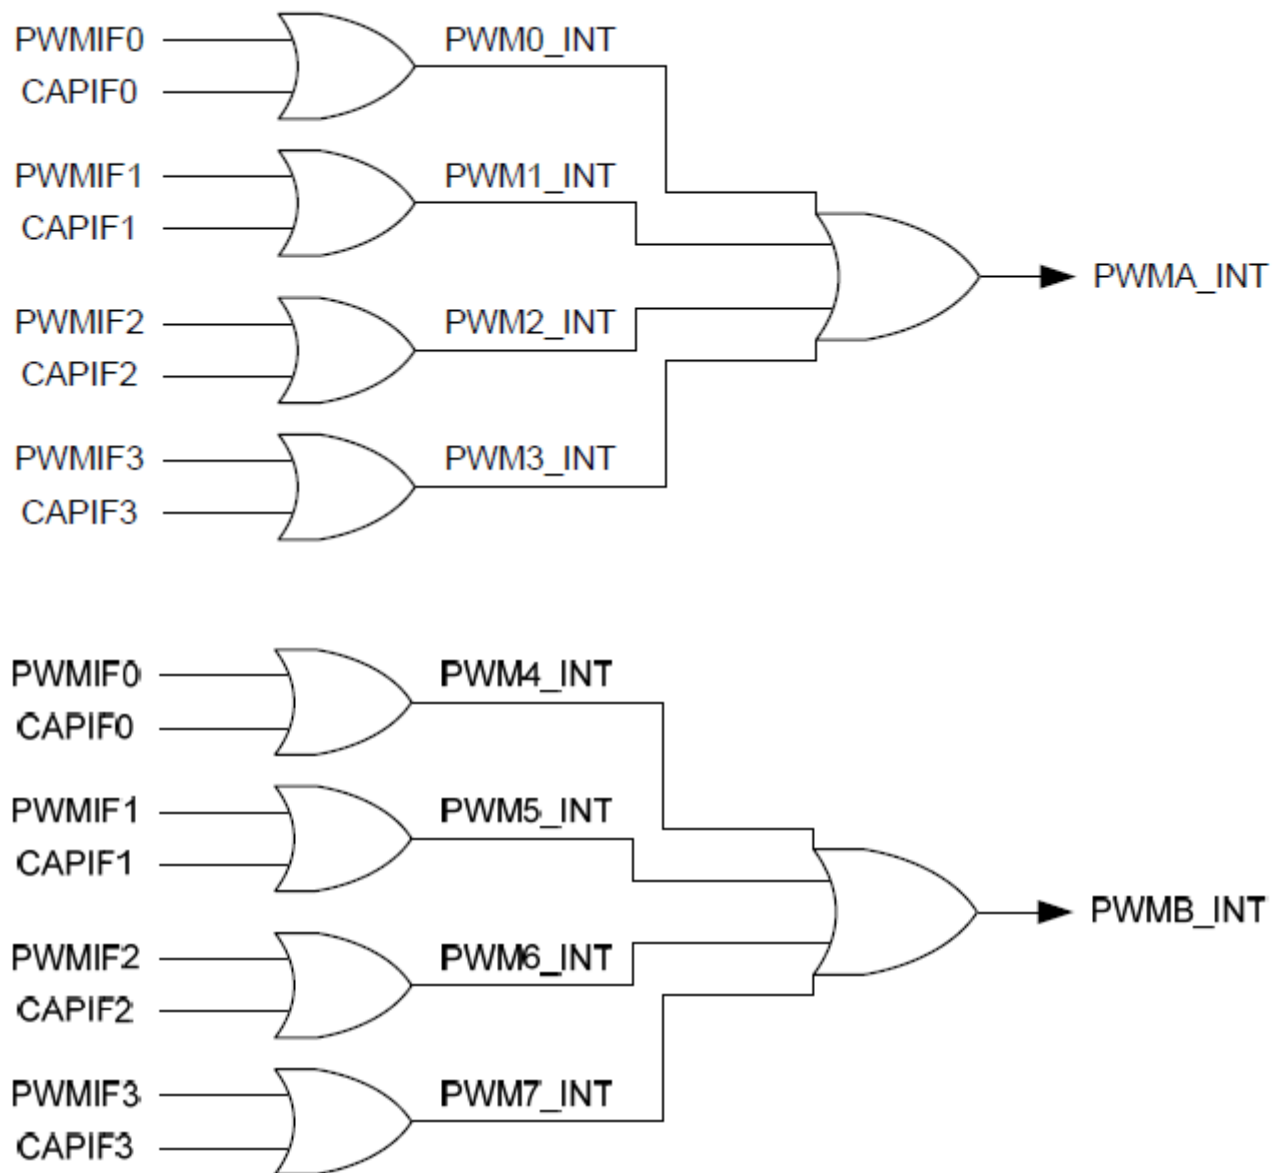 PWMIF0
PWM0_INT
CAPIF0
PWMIF1
PWM1_INT
CAPIF1
PWMA_INT
PWMIF2
PWM2_INT
CAPIF2
PWMIF3
PWM3_INT
CAPIF3
PWMIF0
PWM4_INT
CAPIF0
PWMIF1
PWM5_INT
CAPIF1
PWMB_INT
PWMIF2
PWM6_INT
CAPIF2
PWMIF3
PWM7_INT
CAPIF3